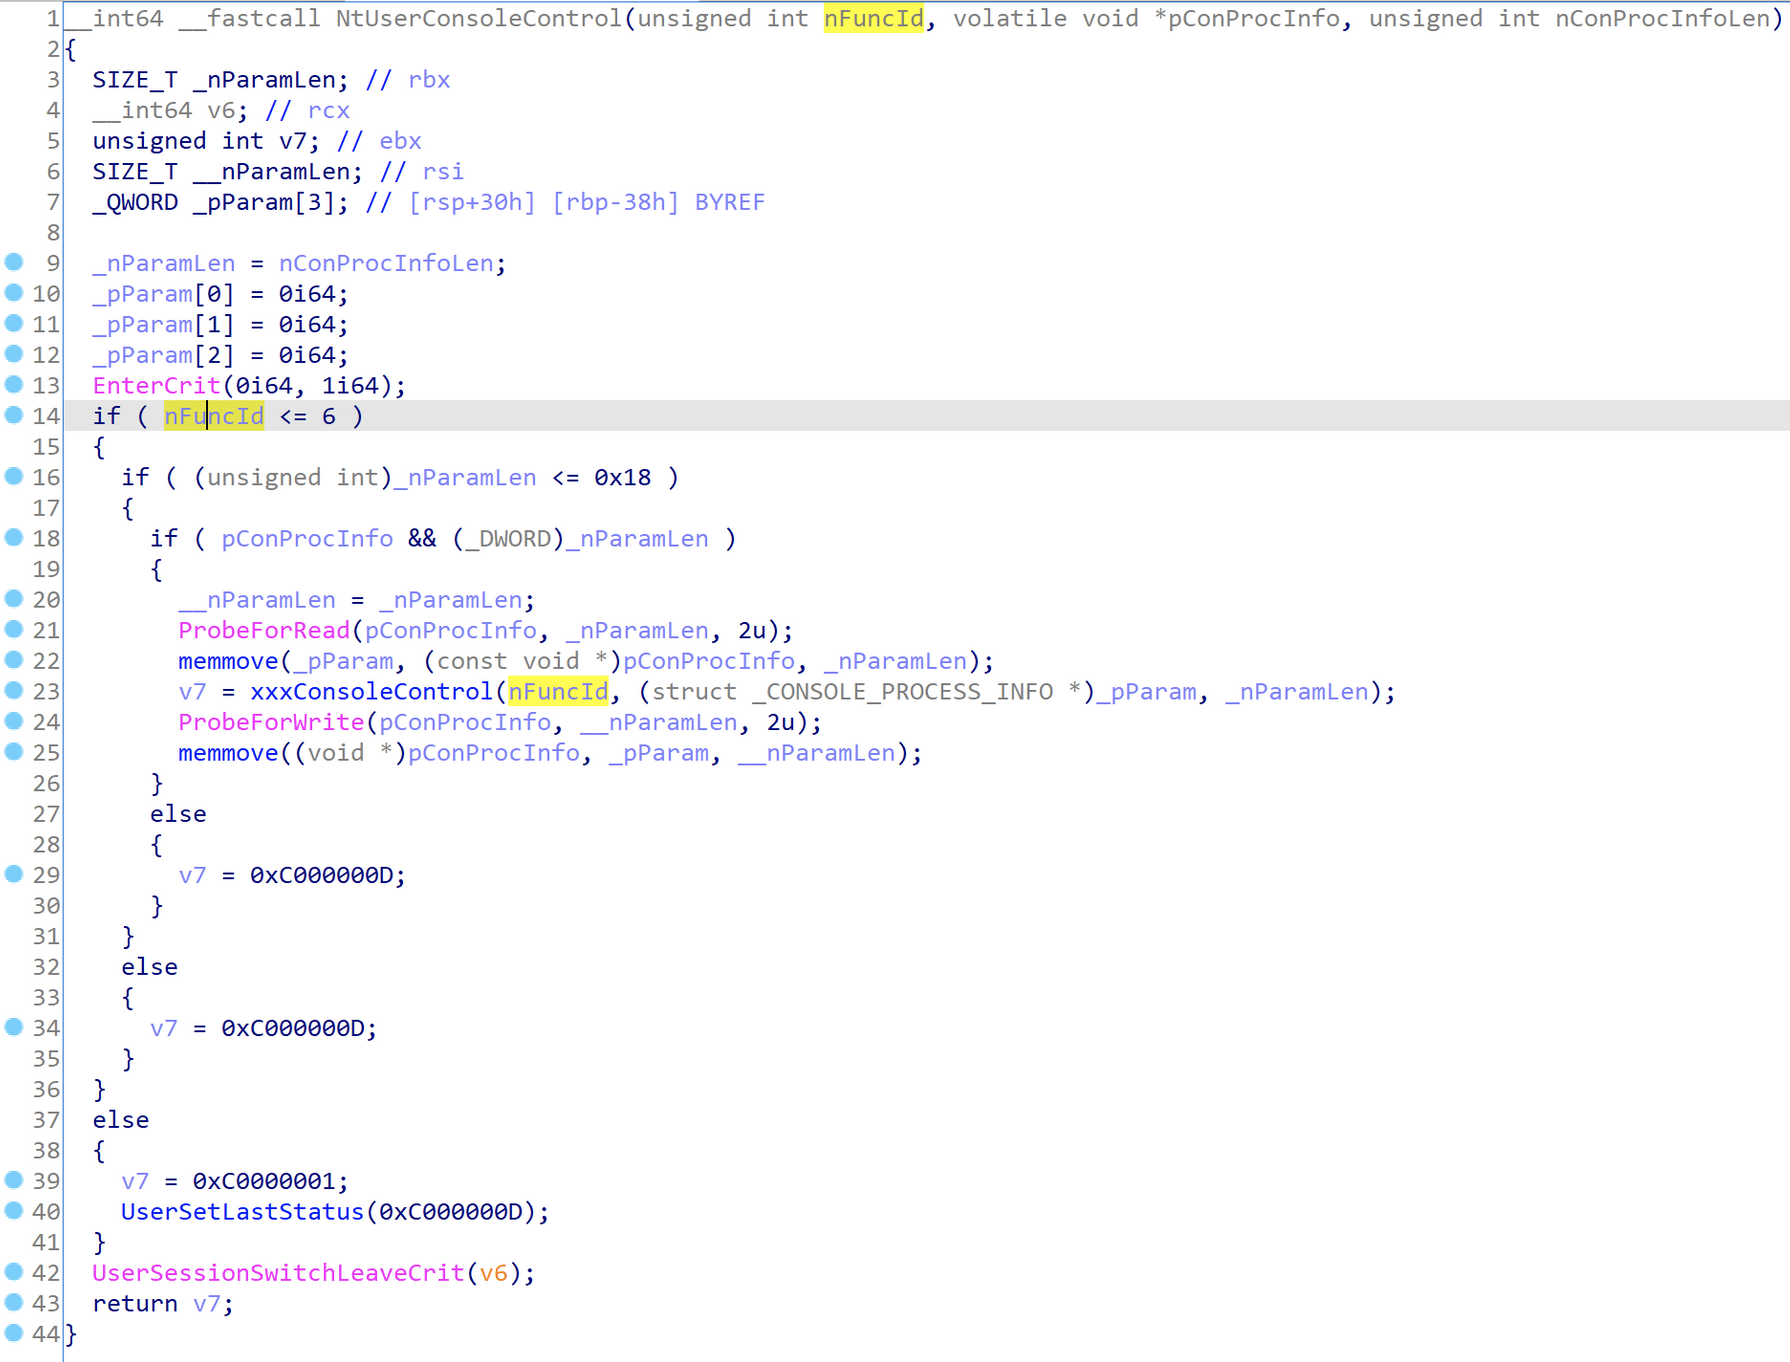 1 __int64 __fastcall NtUserConsoleControl(unsigned int nFuncId, volatile void *pConProcInfo, unsigned int nConProcInfoLen)
2 {
3   SIZE_T _nParamLen; // rbx
4   __int64 v6; // rcx
5   unsigned int v7; // ebx
6   SIZE_T __nParamLen; // rsi
7   _QWORD _pParam[3]; // [rsp+30h] [rbp-38h] BYREF
8
9   _nParamLen = nConProcInfoLen;
10   _pParam[0] = 0i64;
11   _pParam[1] = 0i64;
12   _pParam[2] = 0i64;
13   EnterCrit(0i64, 1i64);
14   if ( nFuncId <= 6 )
15   {
16     if ( (unsigned int)_nParamLen <= 0x18 )
17     {
18       if ( pConProcInfo && (_DWORD)_nParamLen )
19       {
20         __nParamLen = _nParamLen;
21         ProbeForRead(pConProcInfo, _nParamLen, 2u);
22         memmove(_pParam, (const void *)pConProcInfo, _nParamLen);
23         v7 = xxxConsoleControl(nFuncId, (struct _CONSOLE_PROCESS_INFO *)_pParam, _nParamLen);
24         ProbeForWrite(pConProcInfo, __nParamLen, 2u);
25         memmove((void *)pConProcInfo, _pParam, __nParamLen);
26       }
27       else
28       {
29         v7 = 0xC000000D;
30       }
31     }
32     else
33     {
34       v7 = 0xC000000D;
35     }
36   }
37   else
38   {
39     v7 = 0xC0000001;
40     UserSetLastStatus(0xC000000D);
41   }
42   UserSessionSwitchLeaveCrit(v6);
43   return v7;
44 }